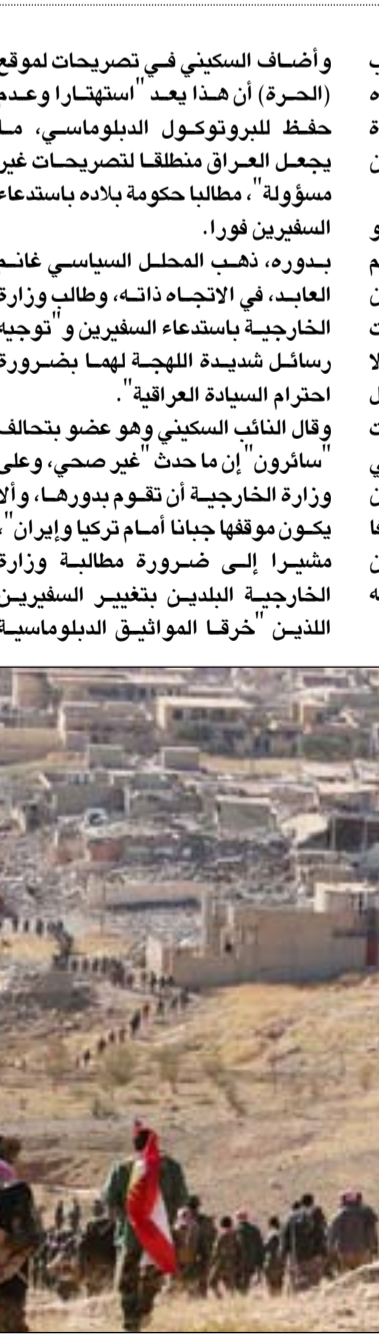 وأضاف السكيني في تصريحات لموقع
(الحرة) أن هذا يعد "استهتارا وعدم
حفظ للبروتوكول الدبلوماسي، ما
يجعل العراق منطلقا لتصريحات غير
مسؤولة"، مطالبا حكومة بلاده باستدعاء
السفيرين فورا.
بدوره، ذهب المحلل السياسي غانم
العابد، في الاتجاه ذاته، وطالب وزارة
الخارجية باستدعاء السفيرين و"توجيه
رسائل شديدة اللهجة لهما بضرورة
احترام السيادة العراقية".
وقال النائب السكيني وهو عضو بتحالف
"سائرون" إن ما حدث "غير صحي، وعلى
وزارة الخارجية أن تقوم بدورها، وألا
يكون موقفها جبانا أمام تركيا وإيران"،
مشيرا إلى ضرورة مطالبة وزارة
الخارجية البلدين بتغيير السفيرين
اللذين "خرقا المواثيق الدبلوماسية